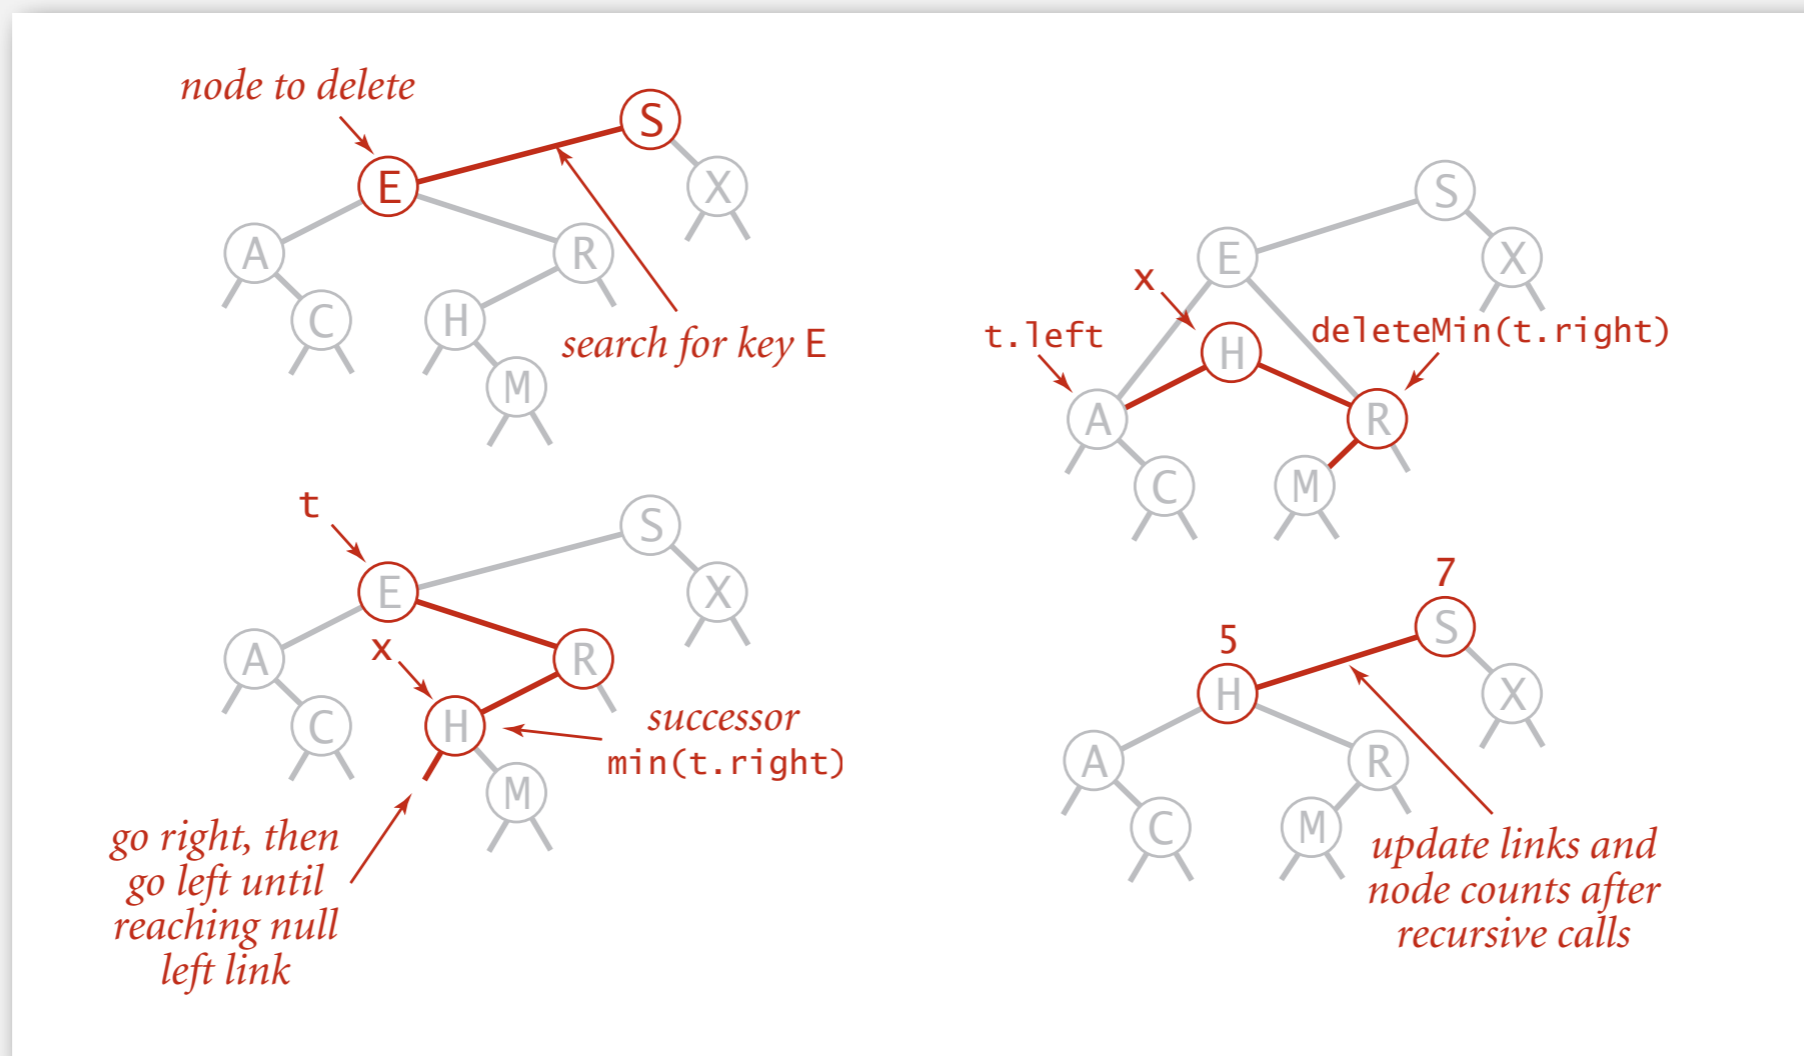 node to delete
S
E
X
A
R
C
H
M
search for key E
t
S
E
X
A
x
R
C
H
successor
min(t.right)
M
go right, then
go left until
reaching null
left link
S
E
X
x
t.left
H
deleteMin(t.right)
A
R
C
M
7
S
5
H
X
A
R
C
M
update links and
node counts after
recursive calls